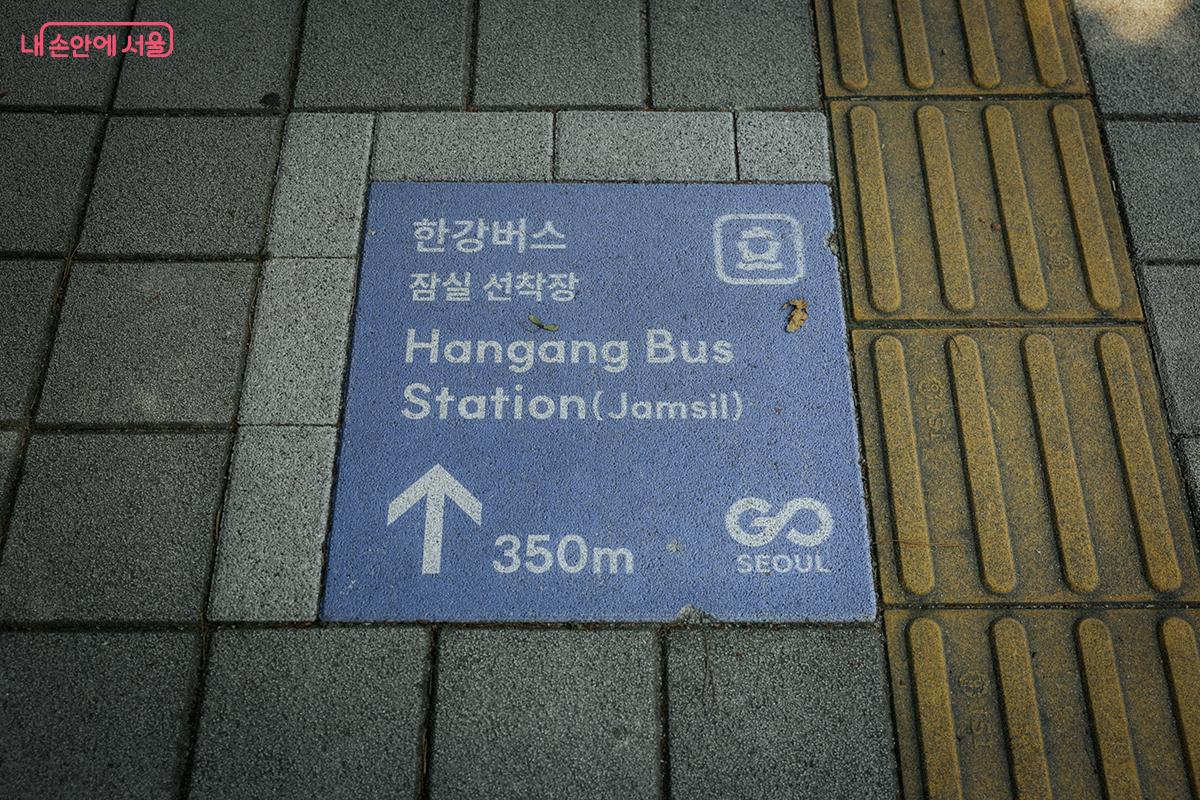 내 손안에 서울
한강버스
잠실 선착장
Hangang Bus
Station(Jamsil)
350m
GO
SEOUL